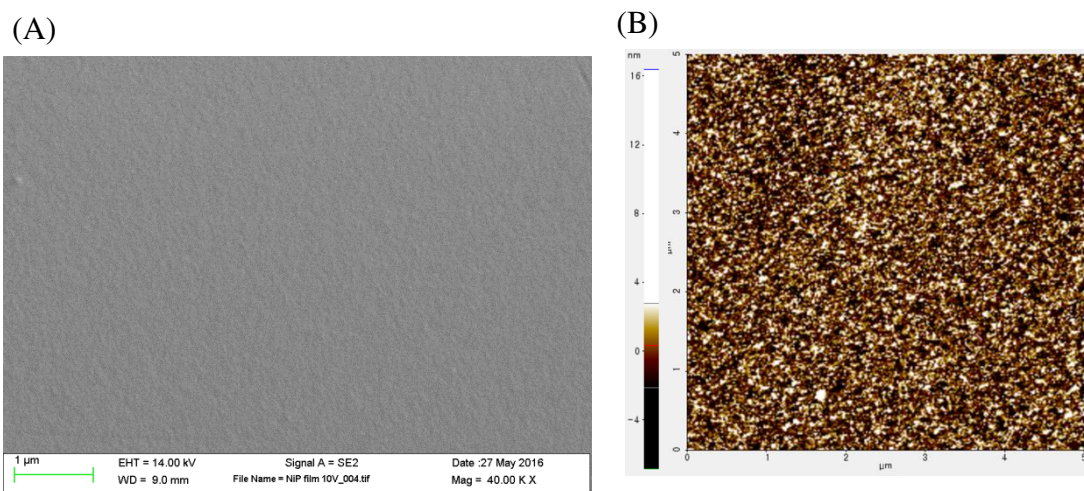 (A)
(B)
1 µm
EHT = 14.00 kV
WD = 9.0 mm
Signal A = SE2
File Name = NiP film 10V_004.tif
Date :27 May 2016
Mag = 40.00 K X
nm
16
12
8
4
0
−4
5
4
3
µm
2
1
0
0
1
2
3
4
5
µm